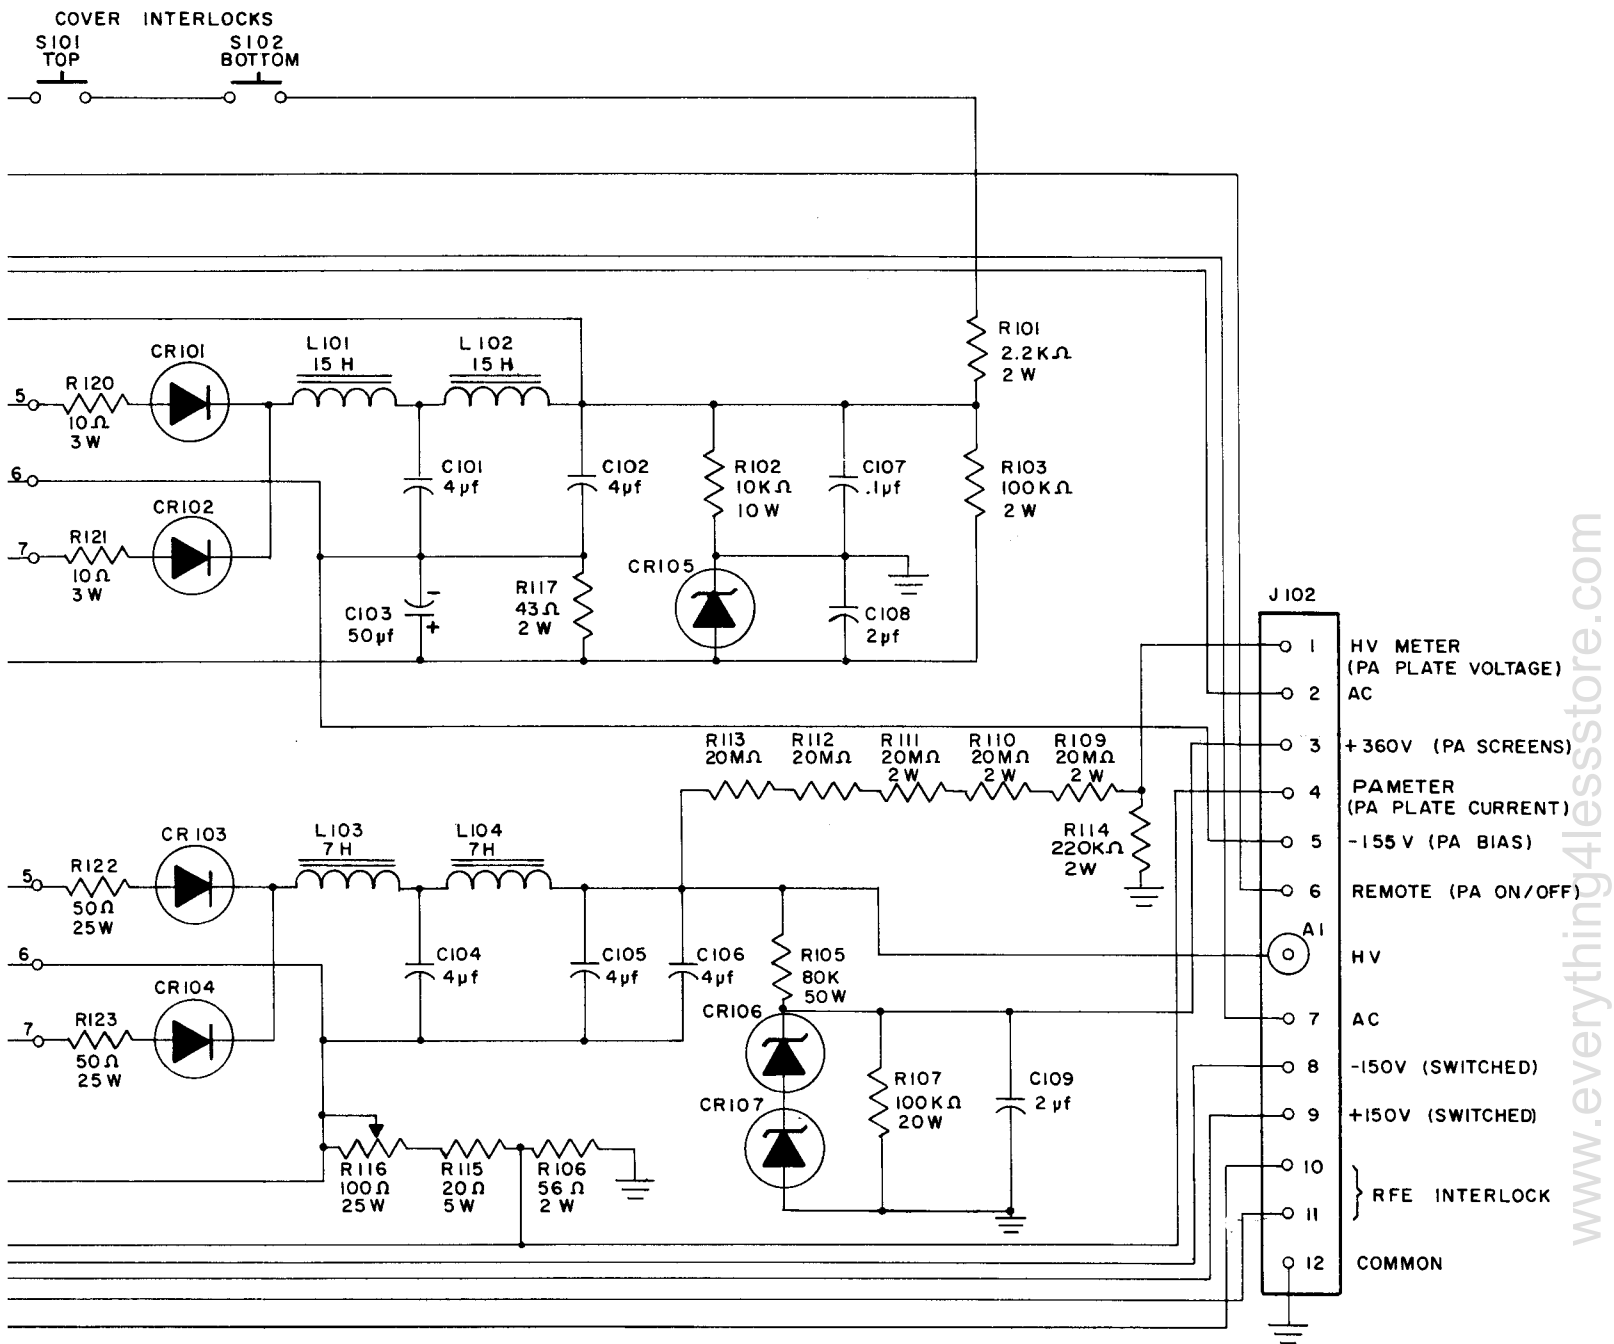 COVER INTERLOCKS
S101
TOP
S102
BOTTOM
R101
2.2KΩ
2W
CR101
L101
15 H
L102
15 H
5
R120
10Ω
3W
6
C101
4μf
C102
4μf
R102
10KΩ
10W
C107
.1μf
R103
100KΩ
2W
CR102
7
R121
10Ω
3W
C103
50μf
-
+
R117
43Ω
2W
CR105
C108
2μf
J102
1 HV METER
(PA PLATE VOLTAGE)
2 AC
3 +360V (PA SCREENS)
4 PA METER
(PA PLATE CURRENT)
5 -155V (PA BIAS)
6 REMOTE (PA ON/OFF)
A1
HV
7 AC
8 -150V (SWITCHED)
9 +150V (SWITCHED)
10
RFE INTERLOCK
11
12 COMMON
R113
20MΩ
R112
20MΩ
R111
20MΩ
2W
R110
20MΩ
2W
R109
20MΩ
2W
R114
220KΩ
2W
CR103
L103
7H
L104
7H
5
R122
50Ω
25W
6
C104
4μf
C105
4μf
C106
4μf
R105
80K
50W
CR104
7
R123
50Ω
25W
CR106
CR107
R107
100KΩ
20W
C109
2μf
R116
100Ω
25W
R115
20Ω
5W
R106
56Ω
2W
www.everything4lessstore.com